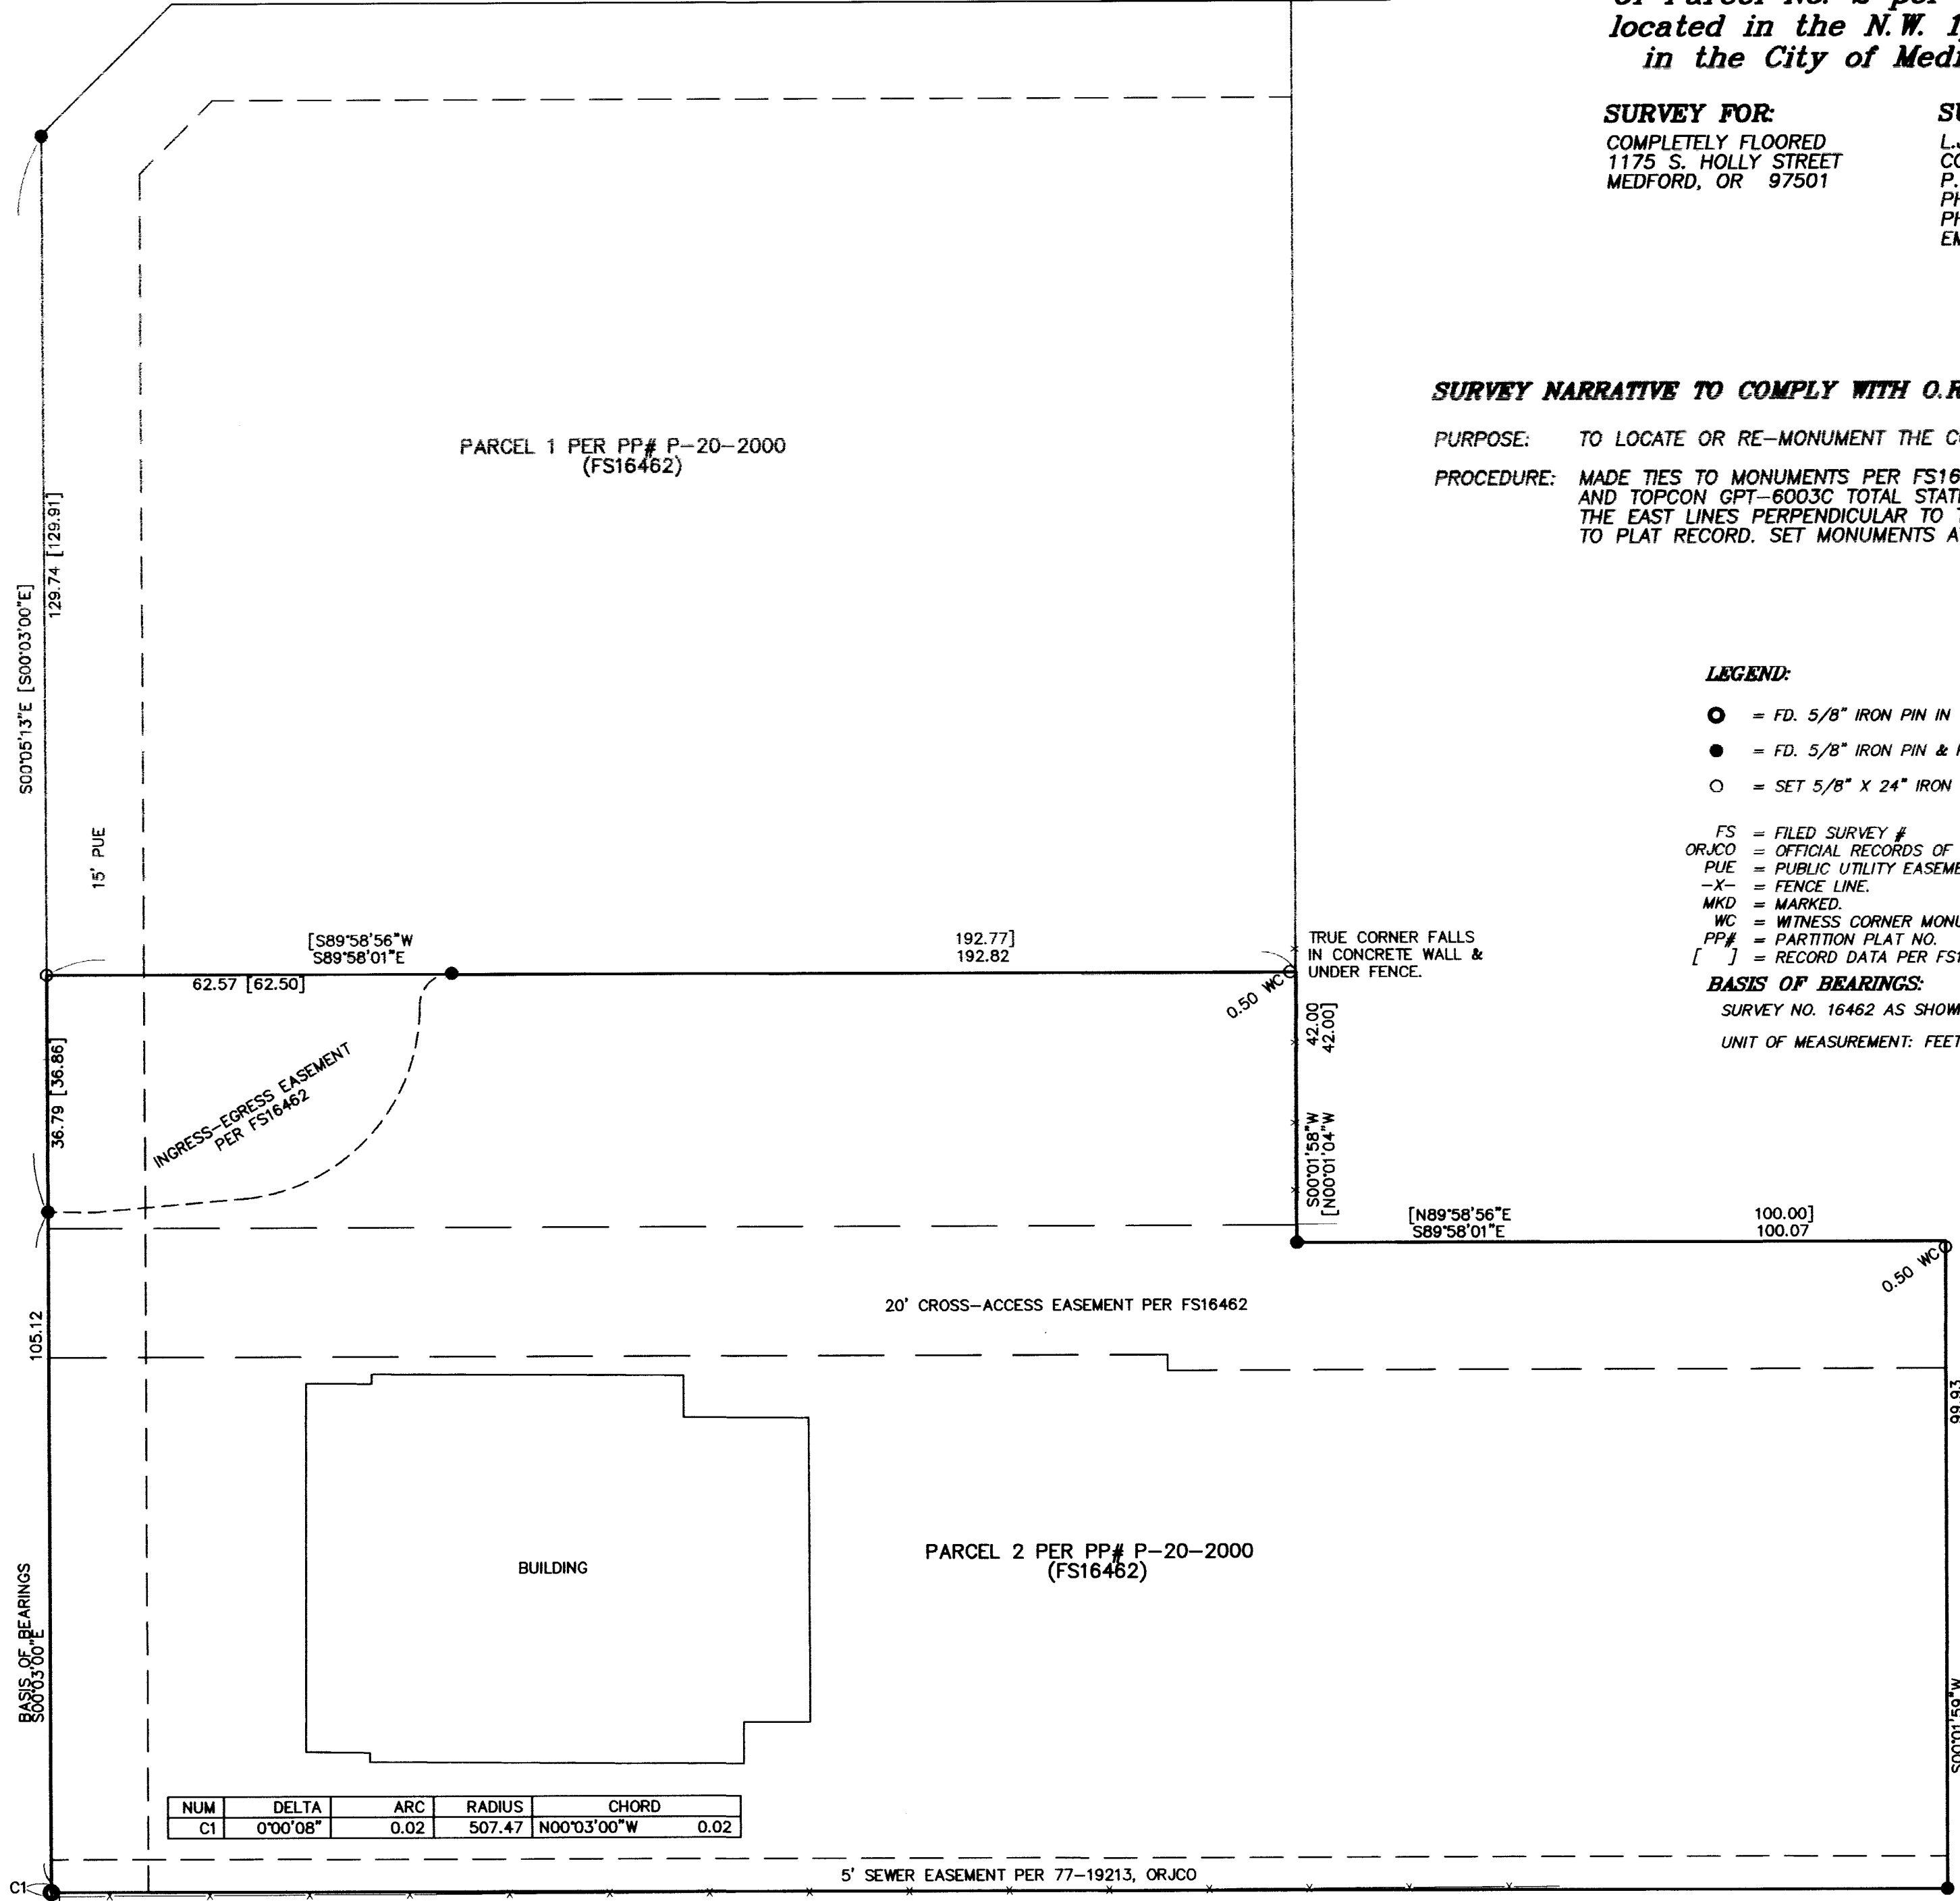 located in the N.W.
in the City of
SURVEY FOR:
COMPLETELY FLOORED
1175 S. HOLLY STREET
MEDFORD, OR 97501
SURVEY NARRATIVE TO COMPLY WITH
PURPOSE: TO LOCATE OR RE-MONUMENT THE
PROCEDURE: MADE TIES TO MONUMENTS PER
AND TOPCON GPT-6003C TOTAL
THE EAST LINES PERPENDICULAR TO
TO PLAT RECORD. SET MONUMENTS
PARCEL 1 PER PP# P-20-2000
(FS16462)
129.74 [129.91]
S00°05'13"E [S00°03'00"E]
15' PUE
LEGEND:
= FD. 5/8" IRON PIN IN
= FD. 5/8" IRON PIN &
= SET 5/8" X 24" IRON
FS = FILED SURVEY #
ORJCO = OFFICIAL RECORDS OF
PUE = PUBLIC UTILITY
-X- = FENCE LINE.
MKD = MARKED.
WC = WITNESS CORNER
PP# = PARTITION PLAT NO.
[ ] = RECORD DATA PER
BASIS OF BEARINGS:
SURVEY NO. 16462 AS
UNIT OF MEASUREMENT: FEET
[S89°58'56"W 192.77]
S89°58'01"E 192.82
62.57 [62.50]
TRUE CORNER FALLS
IN CONCRETE WALL &
UNDER FENCE.
0.50 WC
42.00
42.00]
S00°01'58"W
[N00°01'04"W
36.79 [36.86]
INGRESS-EGRESS EASEMENT
PER FS16462
[N89°58'56"E 100.00]
S89°58'01"E 100.07
0.50 WC
20' CROSS-ACCESS EASEMENT PER FS16462
105.12
99.93
BUILDING
PARCEL 2 PER PP# P-20-2000
(FS16462)
BASIS OF BEARINGS
S00°03'00"E
S00°01'59"W
NUM DELTA ARC RADIUS CHORD
C1 0°00'08" 0.02 507.47 N00°03'00"W 0.02
5' SEWER EASEMENT PER 77-19213, ORJCO
C1